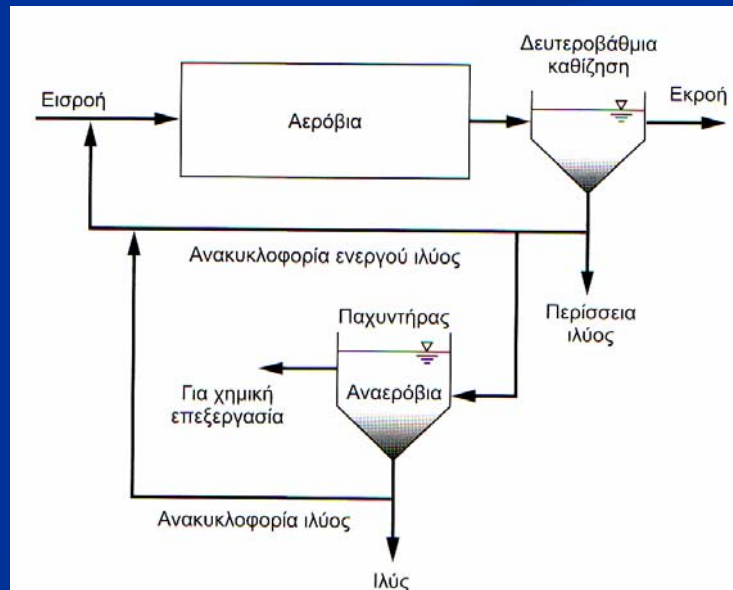 Δευτεροβάθμια
καθίζηση
Εισροή
Εκροή
Αερόβια
Ανακυκλοφορία ενεργού ιλύος
Περίσσεια
ιλύος
Παχυντήρας
Αναερόβια
Για χημική
επεξεργασία
Ανακυκλοφορία ιλύος
Ιλύς